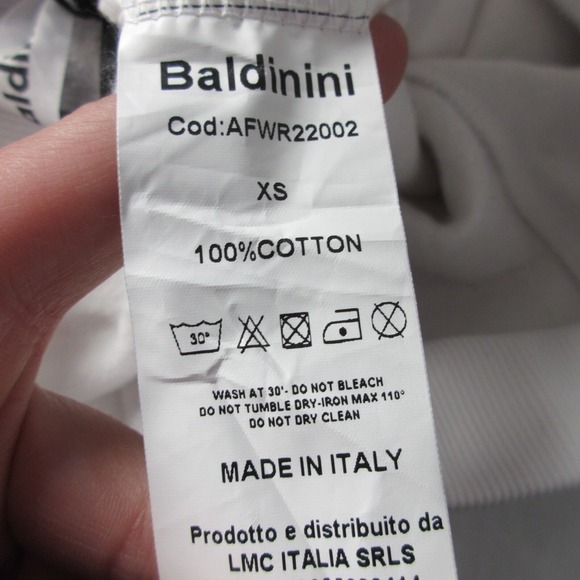 Baldinini
Cod:AFWR22002
XS
100%COTTON
30°
WASH AT 30°- DO NOT BLEACH
DO NOT TUMBLE DRY-IRON MAX 110°
DO NOT DRY CLEAN
MADE IN ITALY
Prodotto e distribuito da
LMC ITALIA SRLS